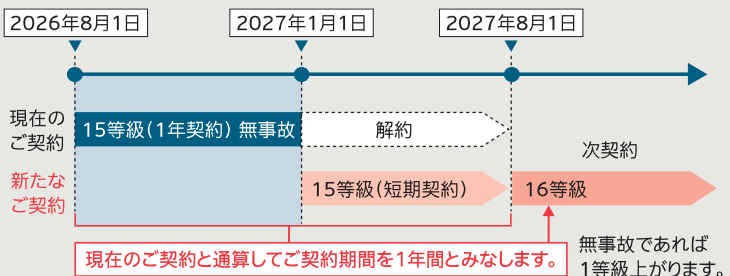 2026年8月1日 2027年1月1日 2027年8月1日
現在の
ご契約
15等級(1年契約) 無事故
解約
次契約
新たな
ご契約
15等級(短期契約)
16等級
現在のご契約と通算してご契約期間を1年間とみなします。
無事故であれば
1等級上がります。